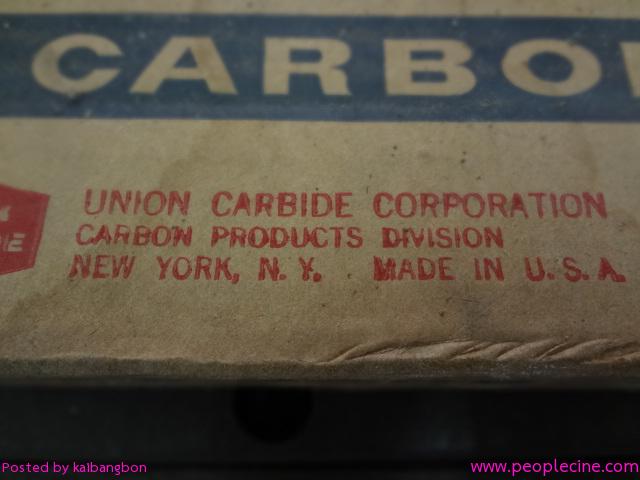 CARBO
UNION CARBIDE CORPORATION
CARBON PRODUCTS DIVISION
NEW YORK, N. Y. MADE IN U. S. A.
Posted by kaibangbon
www.peoplecine.com